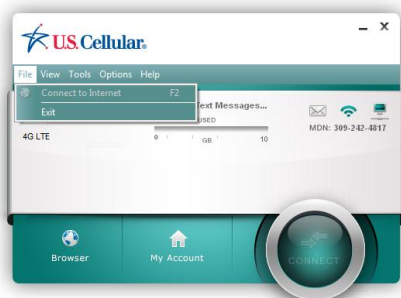 U.S. Cellular®
File View Tools Options Help
Connect to Internet F2
Exit
Text Messages...
USED
4G LTE
0 GB 10
MDN: 309-242-4817
Browser
My Account
CONNECT